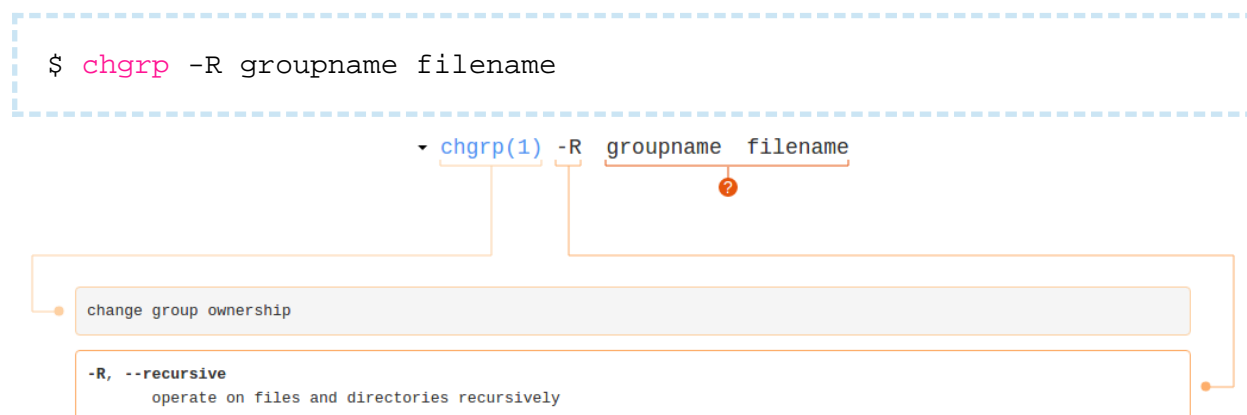 $ chgrp -R groupname filename
chgrp(1) -R groupname filename
?
change group ownership
-R, --recursive
operate on files and directories recursively